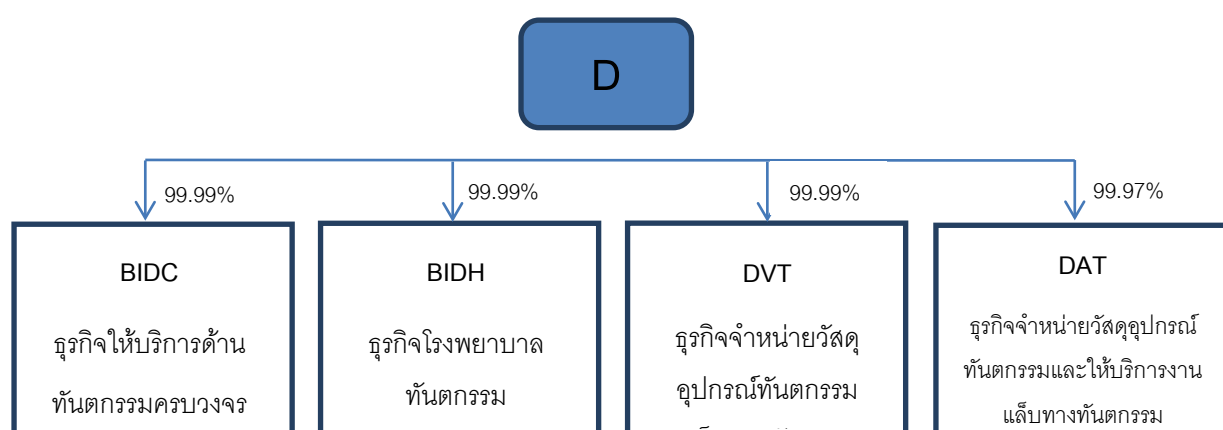 D
99.99%
99.99%
99.99%
99.97%
BIDC
ธุรกิจให้บริการด้าน
ทันตกรรมครบวงจร
BIDH
ธุรกิจโรงพยาบาล
ทันตกรรม
DVT
ธุรกิจจำหน่ายวัสดุ
อุปกรณ์ทันตกรรม
DAT
ธุรกิจจำหน่ายวัสดุอุปกรณ์
ทันตกรรมและให้บริการงาน
แล็บทางทันตกรรม